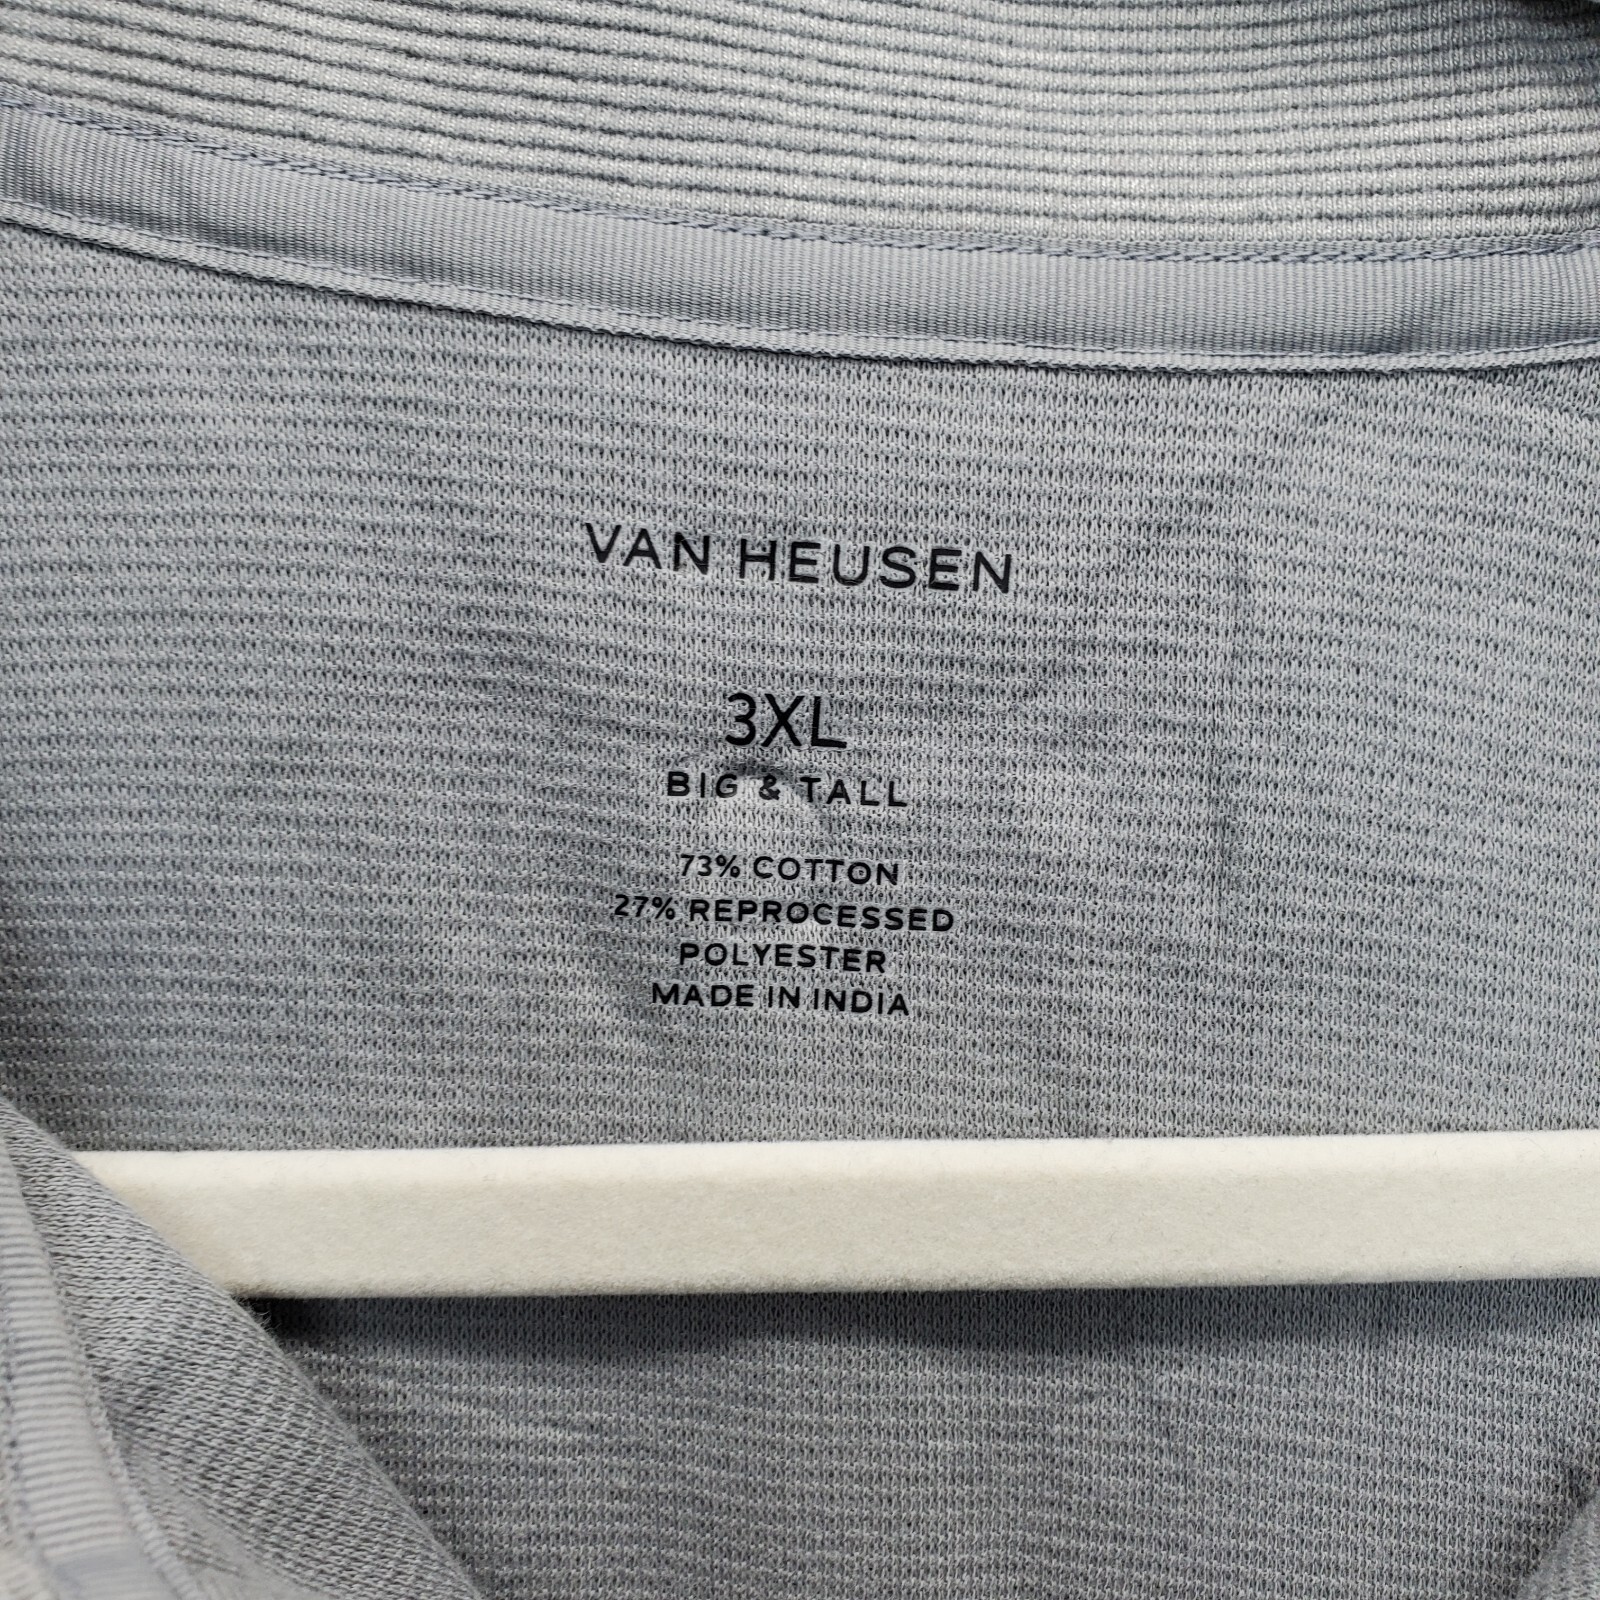 VAN HEUSEN
3XL
BIG & TALL
73% COTTON
27% REPROCESSED
POLYESTER
MADE IN INDIA